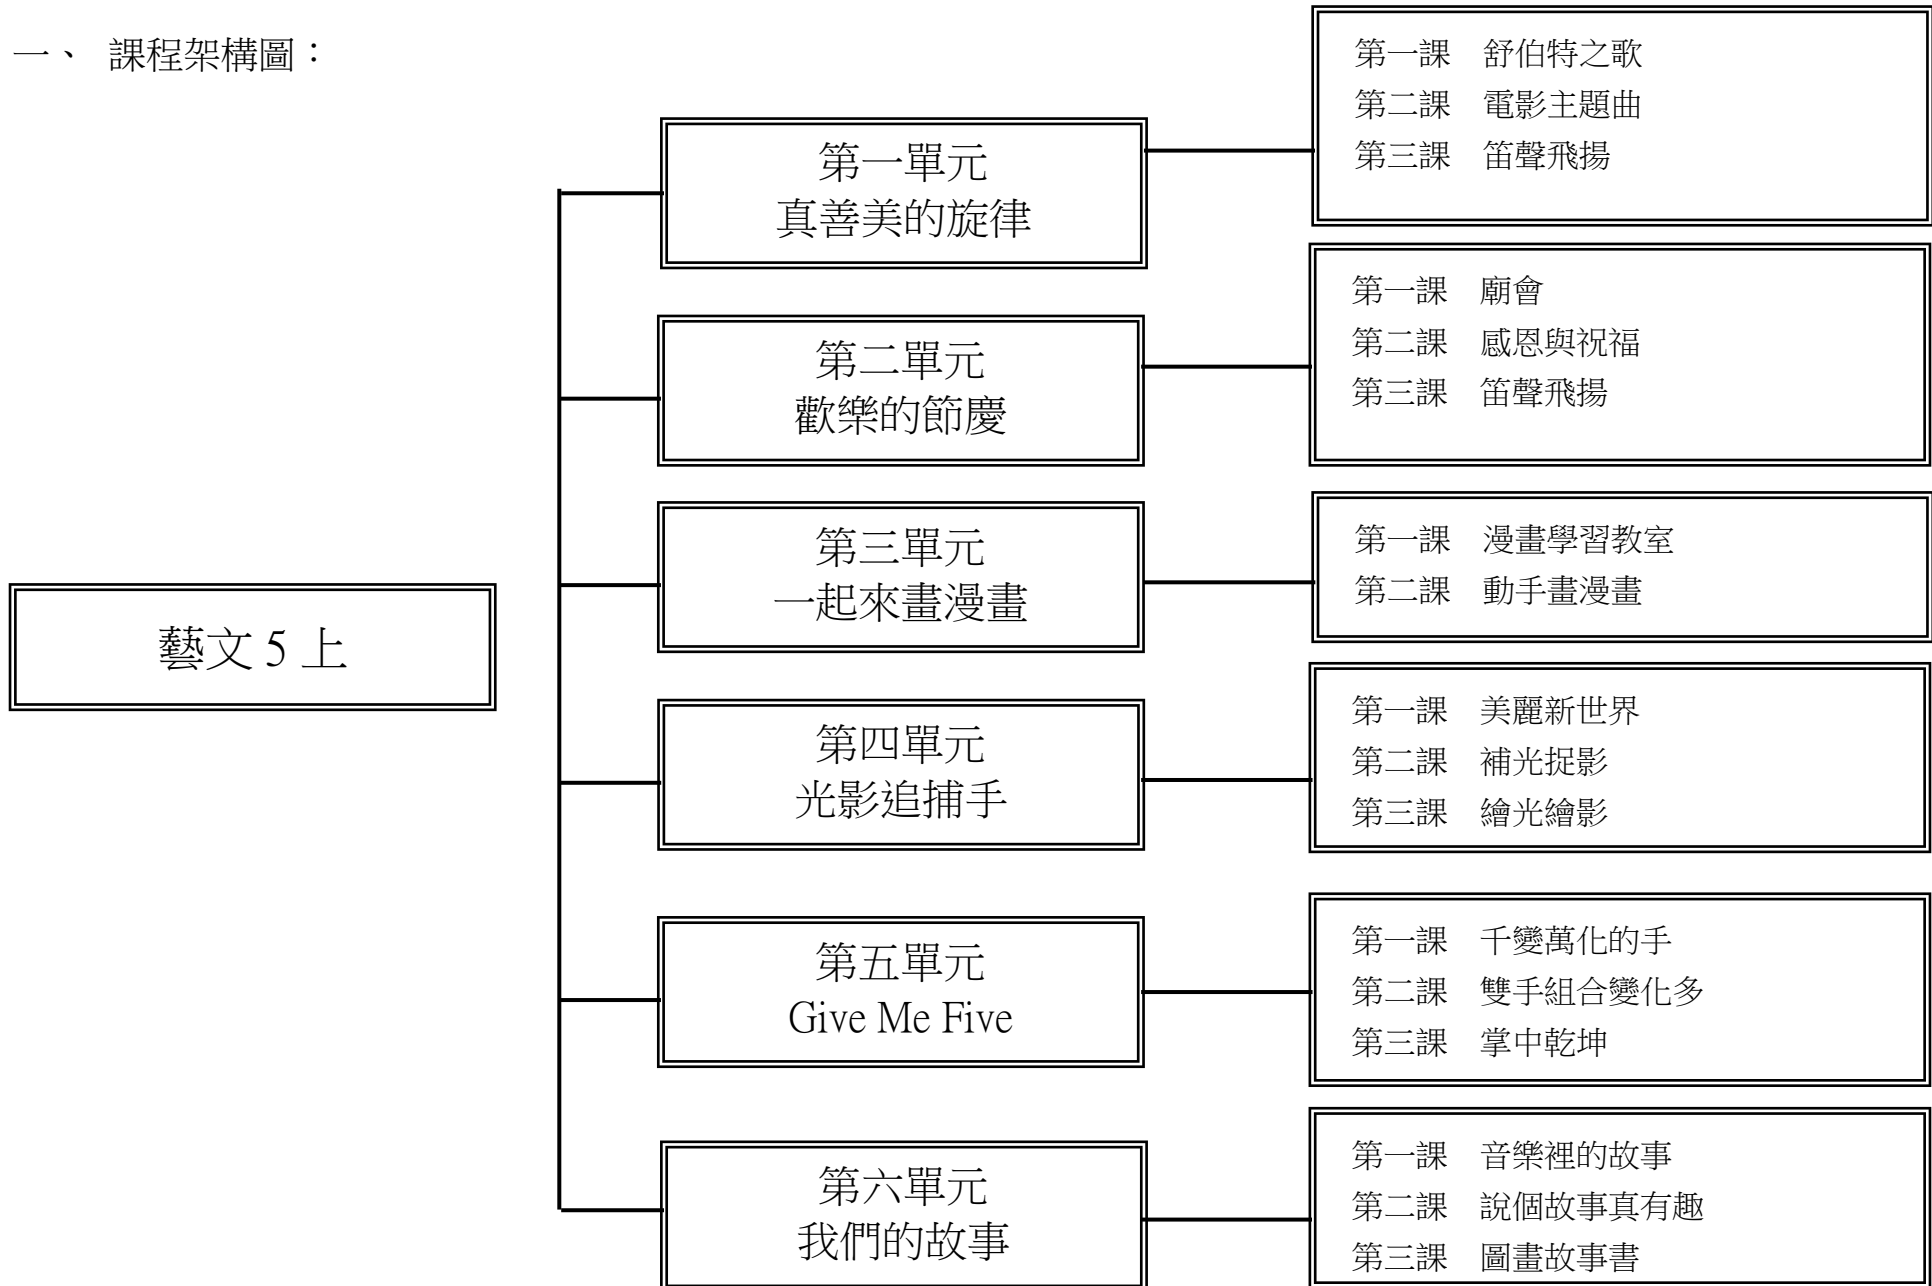 一、 課程架構圖：
藝文 5 上
第一單元
真善美的旋律
第一課 舒伯特之歌
第二課 電影主題曲
第三課 笛聲飛揚
第二單元
歡樂的節慶
第一課 廟會
第二課 感恩與祝福
第三課 笛聲飛揚
第三單元
一起來畫漫畫
第一課 漫畫學習教室
第二課 動手畫漫畫
第四單元
光影追捕手
第一課 美麗新世界
第二課 補光捉影
第三課 繪光繪影
第五單元
Give Me Five
第一課 千變萬化的手
第二課 雙手組合變化多
第三課 掌中乾坤
第六單元
我們的故事
第一課 音樂裡的故事
第二課 說個故事真有趣
第三課 圖畫故事書